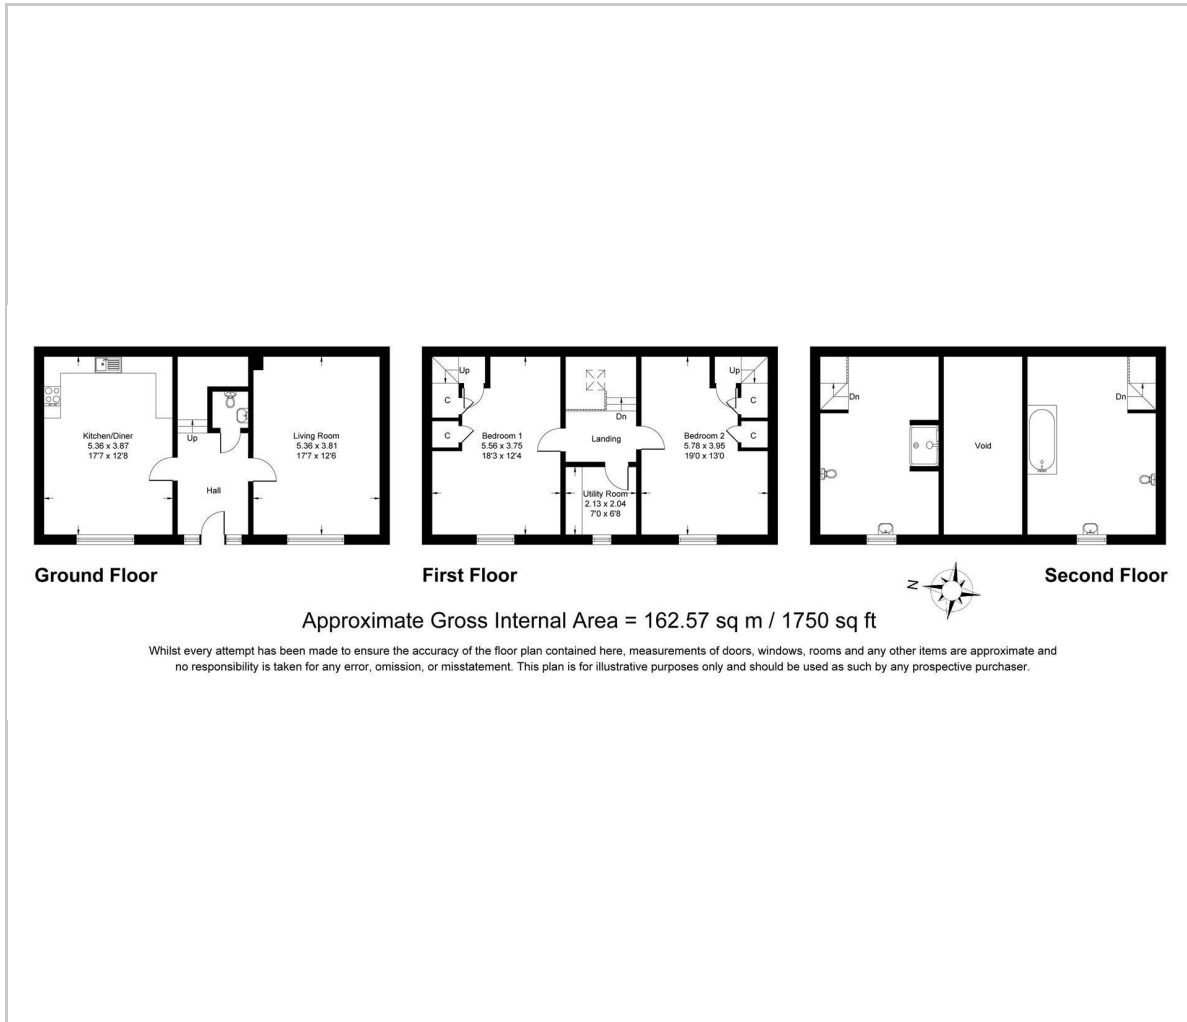 Kitchen/Diner
5.36 x 3.87
17'7 x 12'8
Up
Hall
Living Room
5.36 x 3.81
17'7 x 12'6
Ground Floor
Up
C
C
Bedroom 1
5.56 x 3.75
18'3 x 12'4
Dn
Landing
Utility Room
2.13 x 2.04
7'0 x 6'8
Up
C
C
Bedroom 2
5.78 x 3.95
19'0 x 13'0
First Floor
Dn
Void
Dn
N
Second Floor
Approximate Gross Internal Area = 162.57 sq m / 1750 sq ft
Whilst every attempt has been made to ensure the accuracy of the floor plan contained here, measurements of doors, windows, rooms and any other items are approximate and
no responsibility is taken for any error, omission, or misstatement. This plan is for illustrative purposes only and should be used as such by any prospective purchaser.